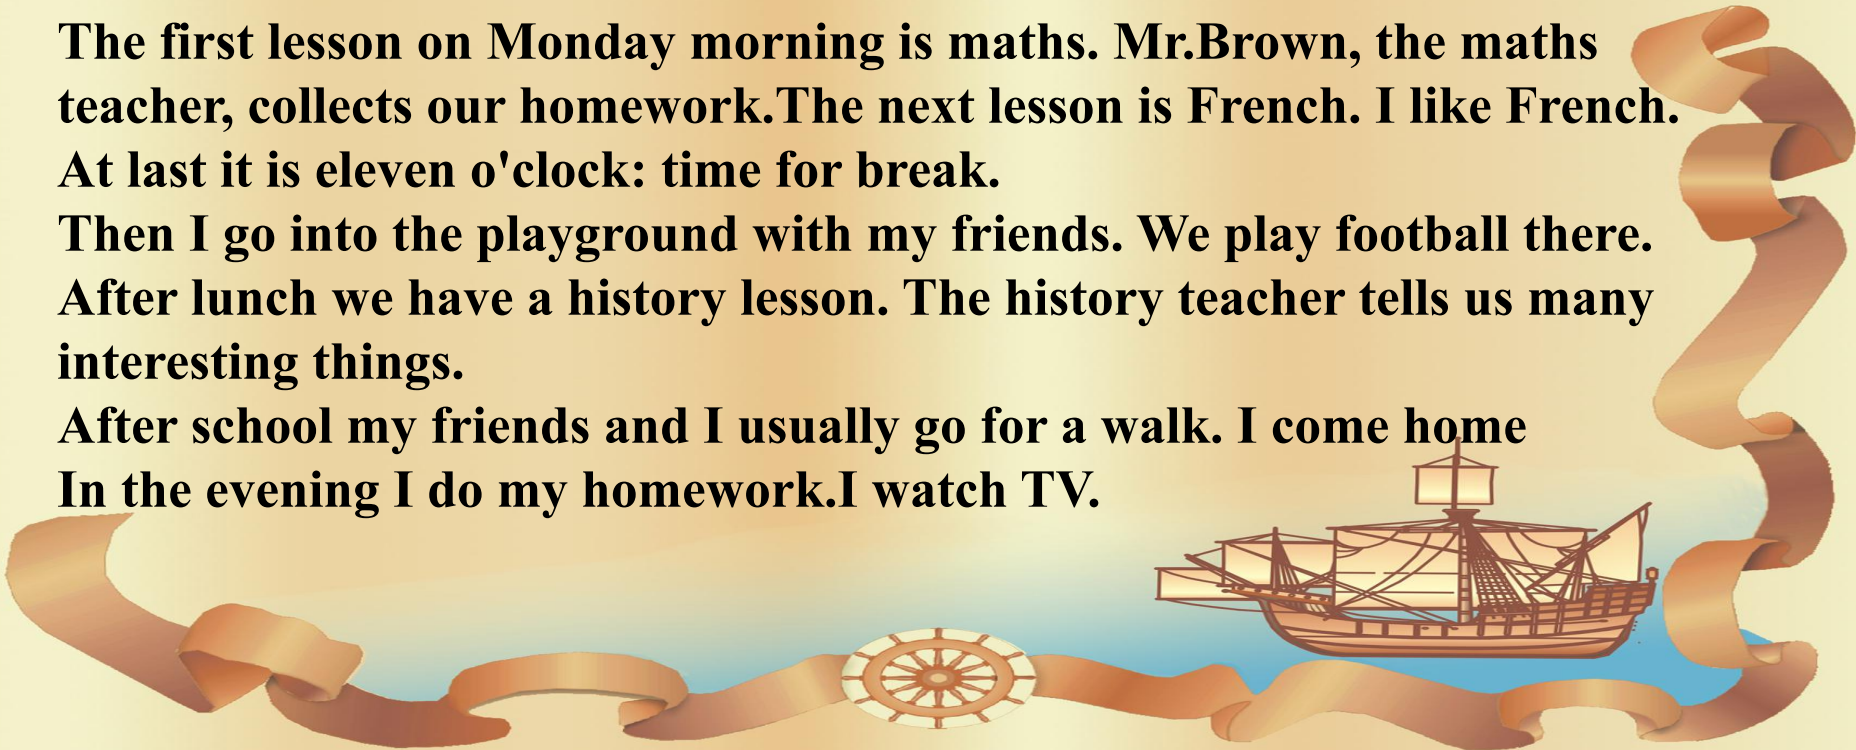 The first lesson on Monday morning is maths. Mr.Brown, the maths
teacher, collects our homework.The next lesson is French. I like French.
At last it is eleven o'clock: time for break.
Then I go into the playground with my friends. We play football there.
After lunch we have a history lesson. The history teacher tells us many
interesting things.
After school my friends and I usually go for a walk. I come home
In the evening I do my homework.I watch TV.